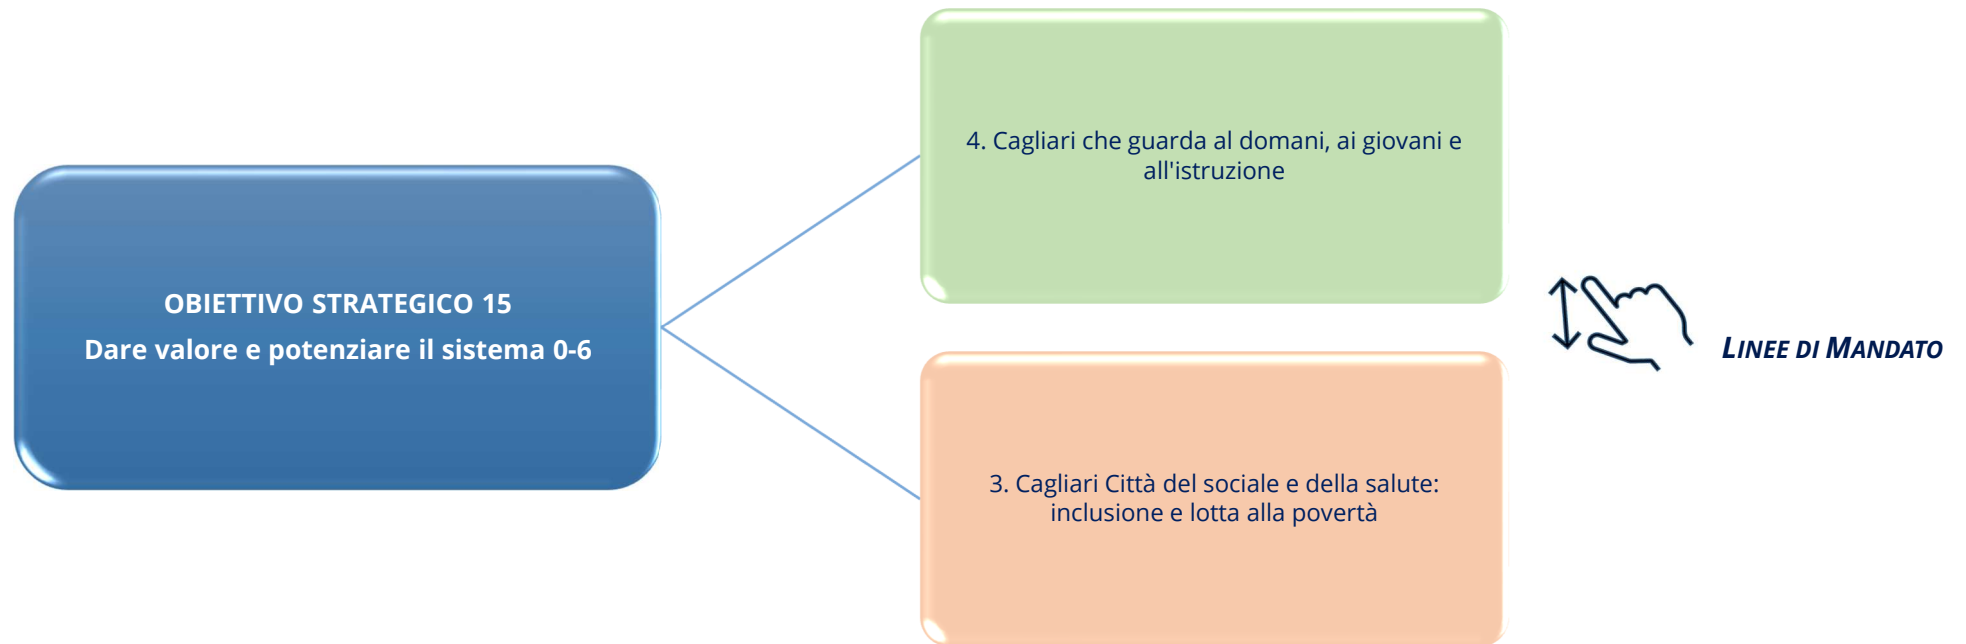 OBIETTIVO STRATEGICO 15
Dare valore e potenziare il sistema 0-6
4. Cagliari che guarda al domani, ai giovani e
all'istruzione
3. Cagliari Città del sociale e della salute:
inclusione e lotta alla povertà
LINEE DI MANDATO